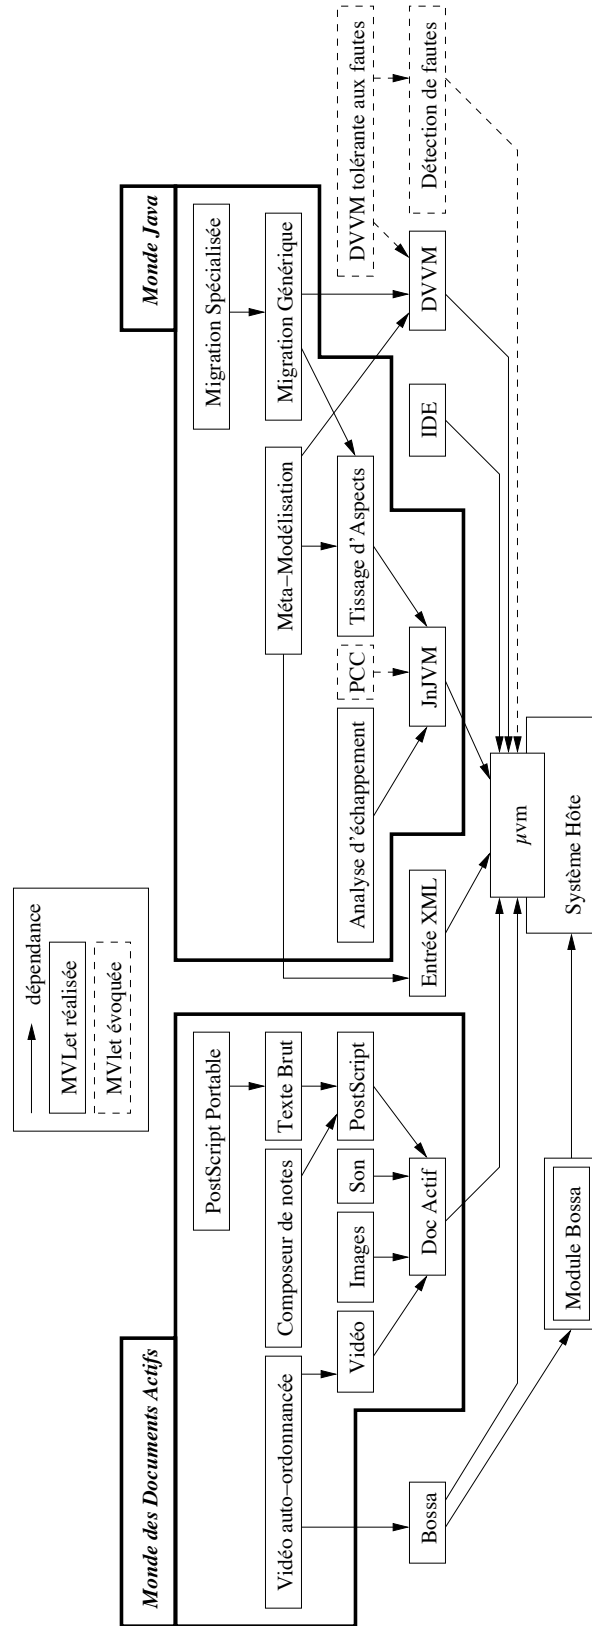 dépendance
MVLet réalisée
MVlet évoquée
Monde des Documents Actifs
Monde Java
PostScript Portable
Migration Spécialisée
Vidéo auto−ordonnancée
Composeur de notes
Texte Brut
Méta−Modélisation
Migration Générique
Vidéo
Images
Son
PostScript
Analyse d'échappement
PCC
Tissage d'Aspects
DVVM tolérante aux fautes
Bossa
Doc Actif
Entrée XML
JnJVM
IDE
DVVM
Détection de fautes
µvm
Module Bossa
Système Hôte